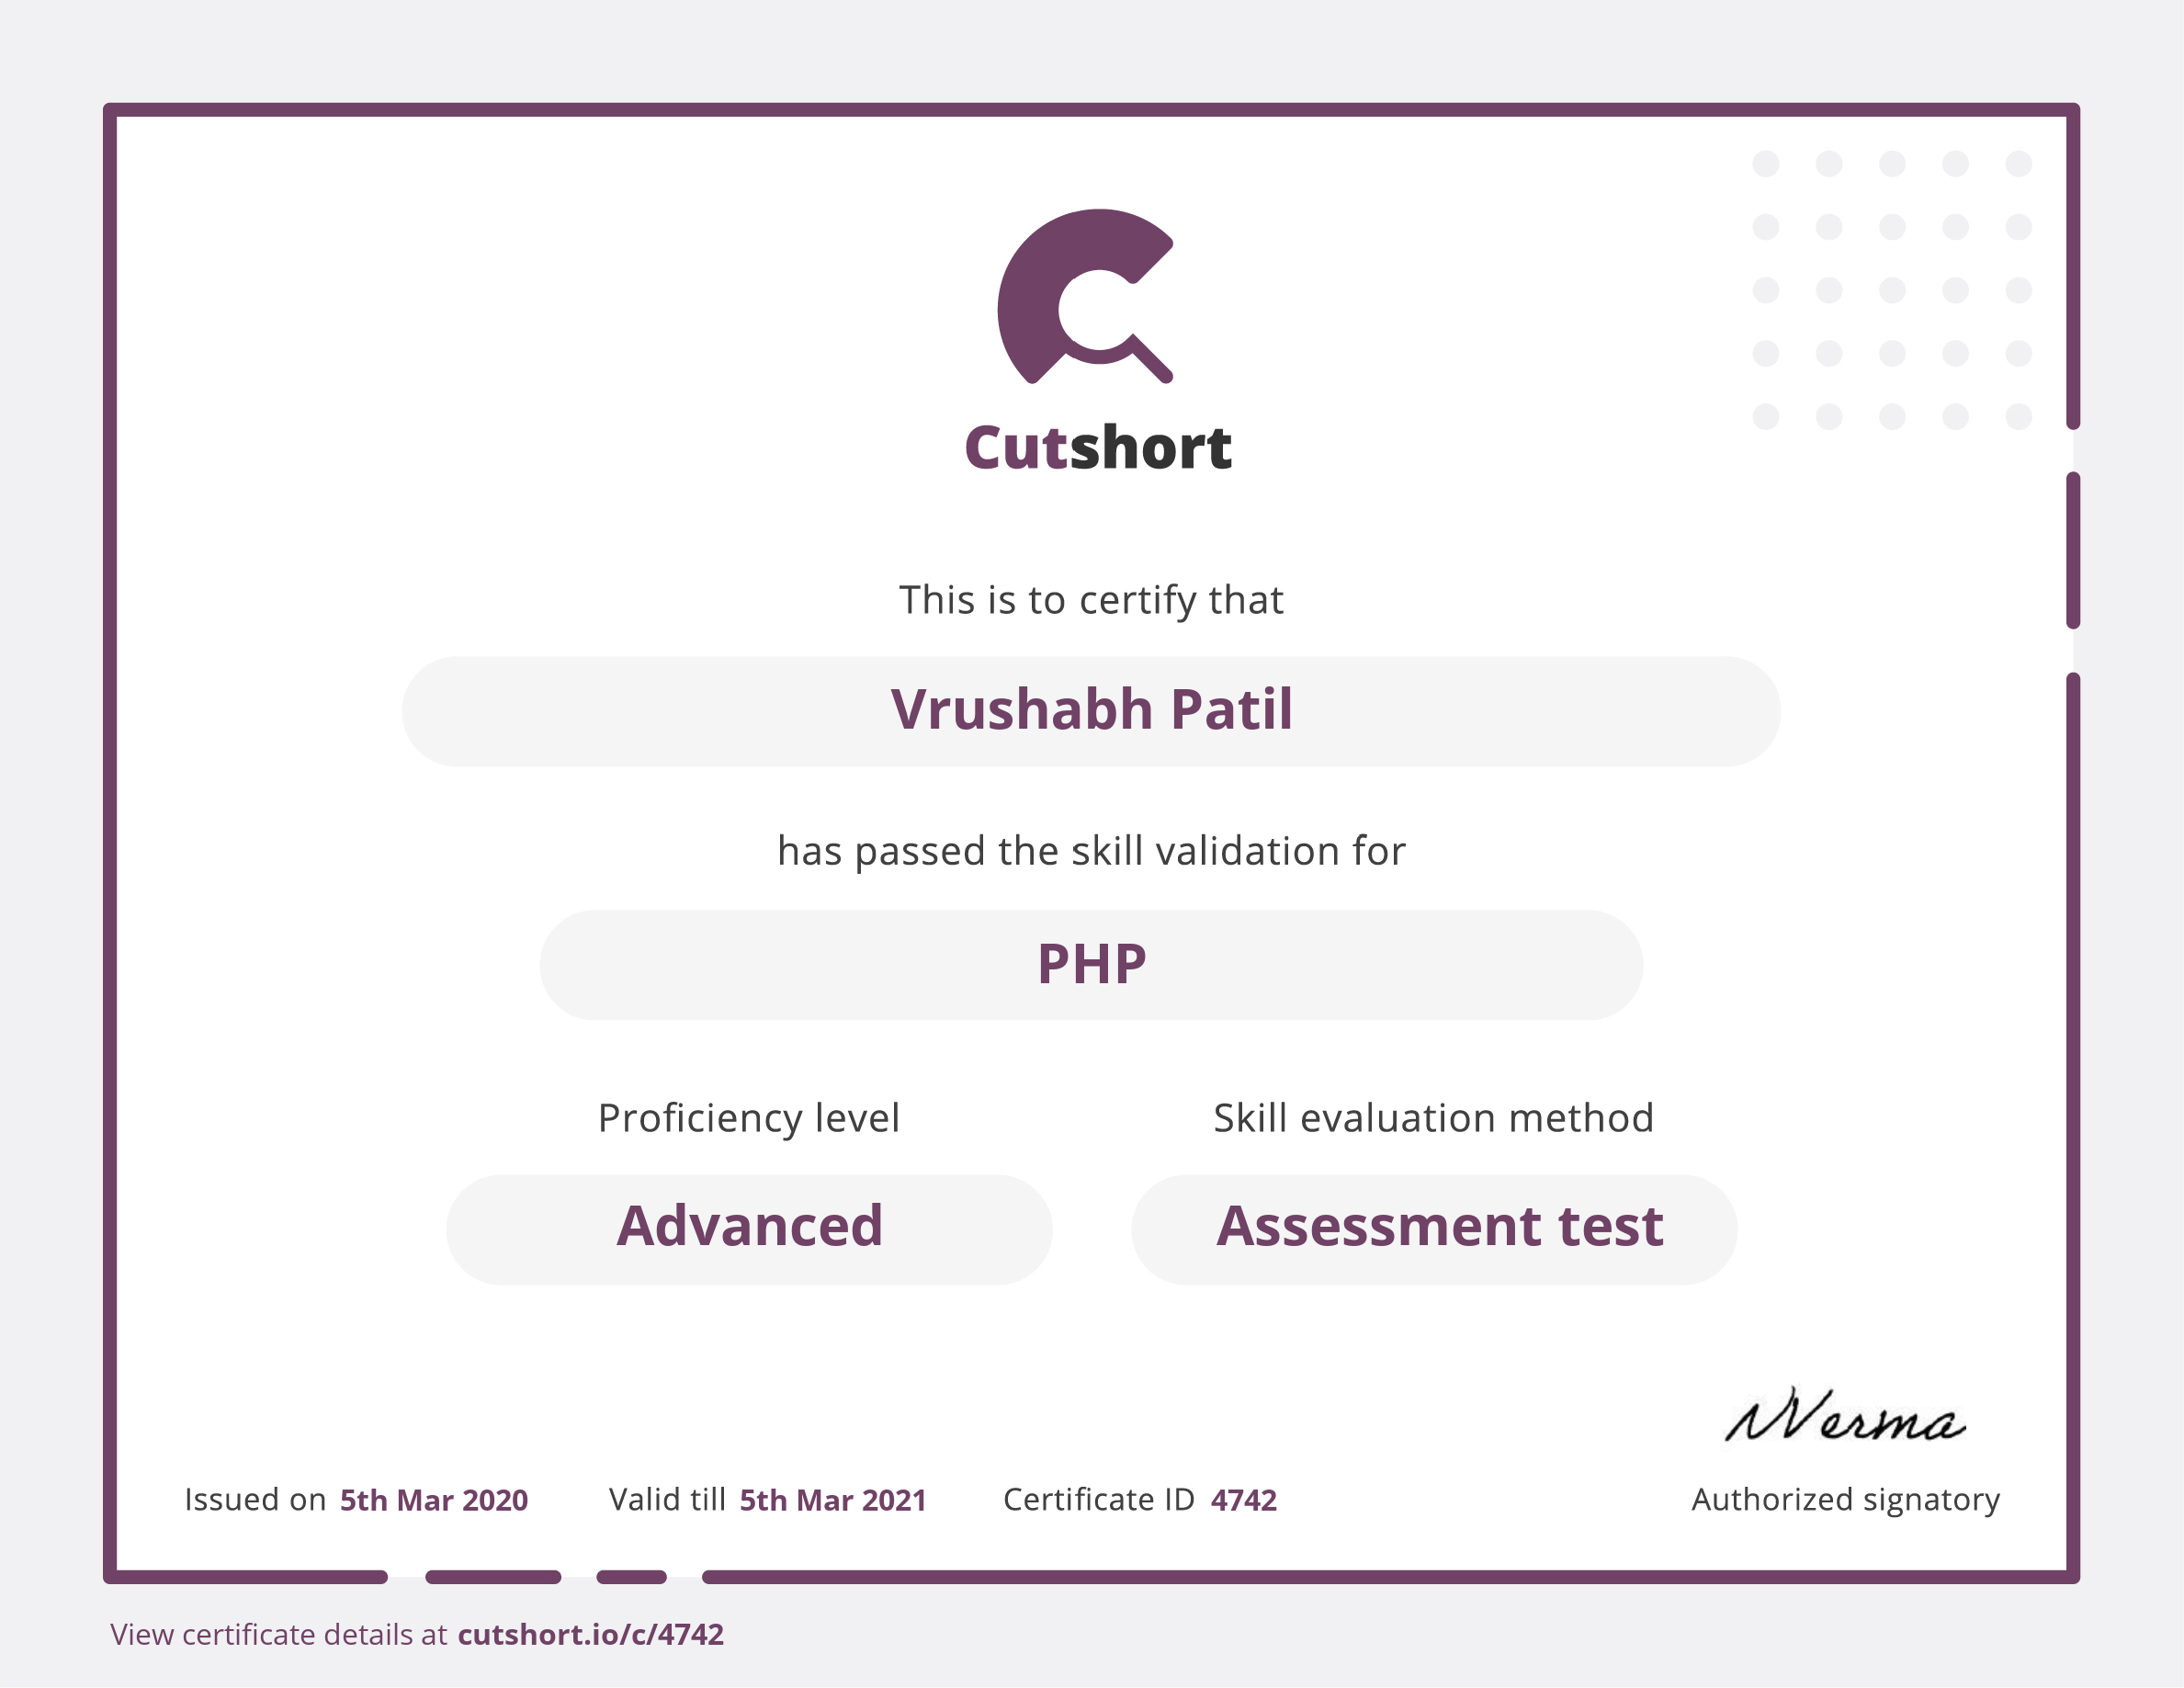 Cutshort
This is to certify that
Vrushabh Patil
has passed the skill validation for
PHP
Proficiency level
Skill evaluation method
Advanced
Assessment test
Verma
Issued on 5th Mar 2020
Valid till 5th Mar 2021
Certificate ID 4742
Authorized signatory
View certificate details at cutshort.io/c/4742